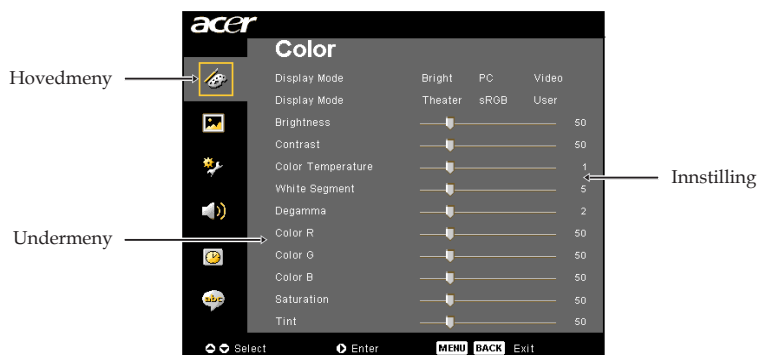 acer
Color
Hovedmeny
Display Mode Bright PC Video
Display Mode Theater sRGB User
Brightness 50
Contrast 50
Color Temperature 1
Innstilling
White Segment 5
Degamma 2
Undermeny
Color R 50
Color G 50
Color B 50
abc
Saturation 50
Tint 50
Select Enter MENU BACK Exit